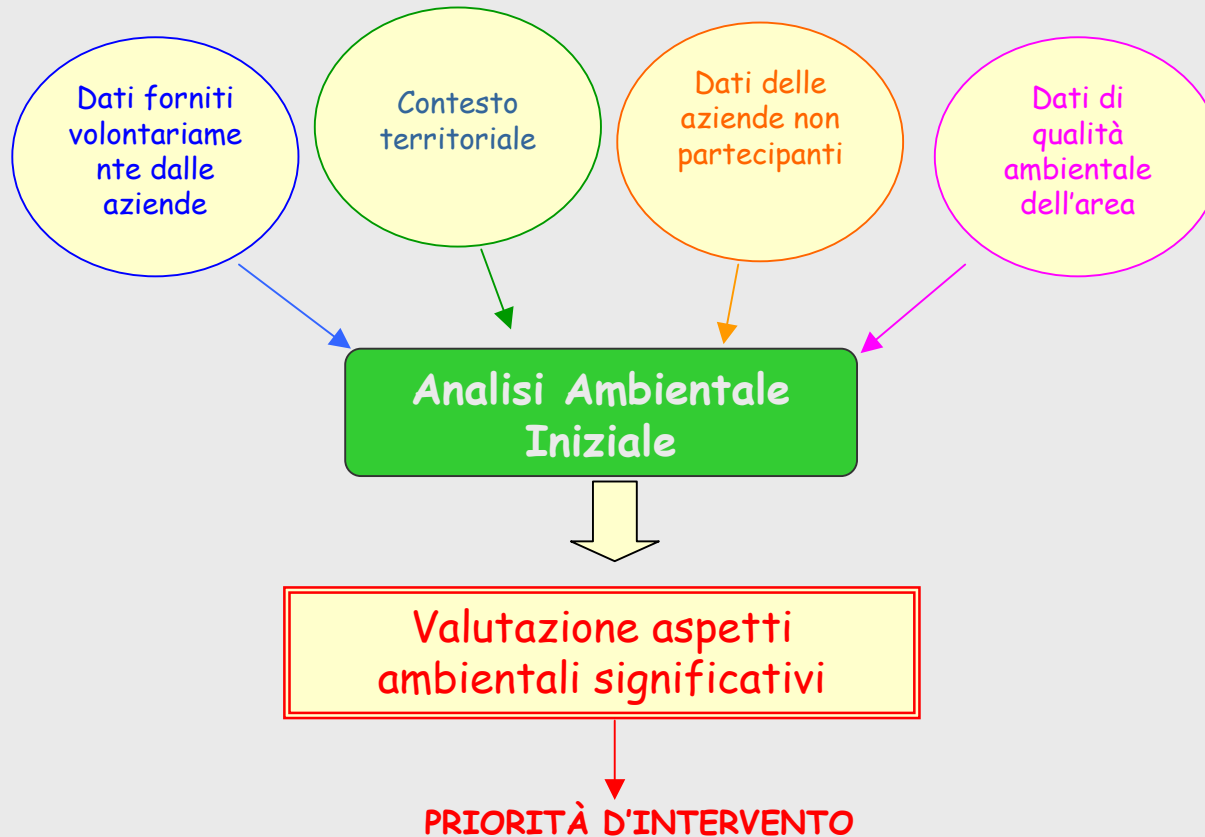 Dati forniti
volontariame
nte dalle
aziende
Contesto
territoriale
Dati delle
aziende non
partecipanti
Dati di
qualità
ambientale
dell'area
Analisi Ambientale
Iniziale
Valutazione aspetti
ambientali significativi
PRIORITÀ D'INTERVENTO